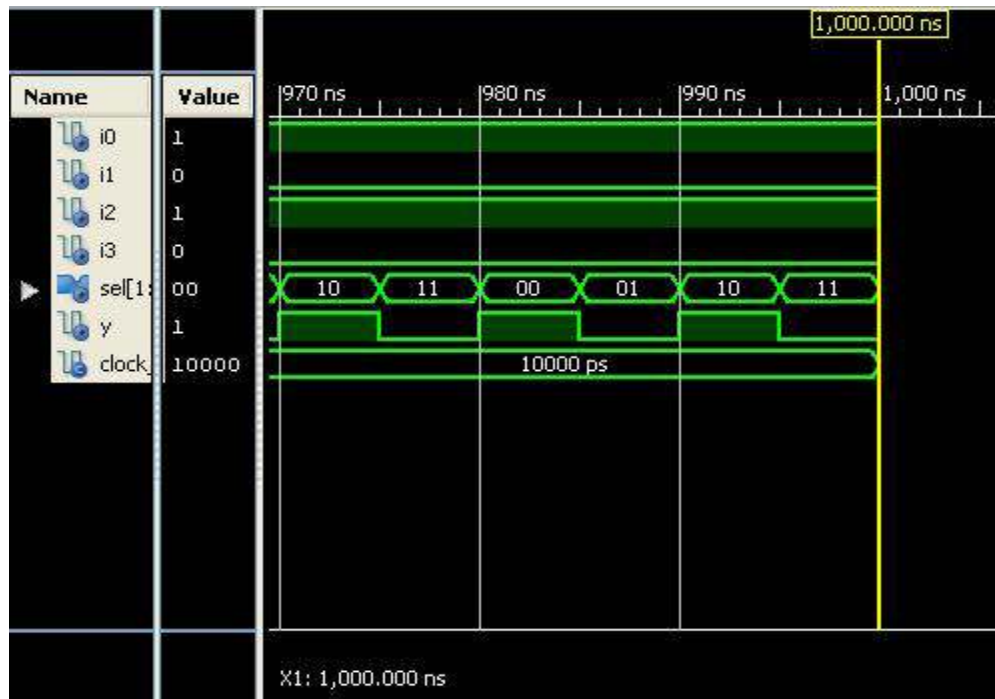 1,000.000 ns
Name Value 970 ns 980 ns 990 ns 1,000 ns
i0 1
i1 0
i2 1
i3 0
sel[1: 00 10 11 00 01 10 11
y 1
clock_ 10000 10000 ps
X1: 1,000.000 ns